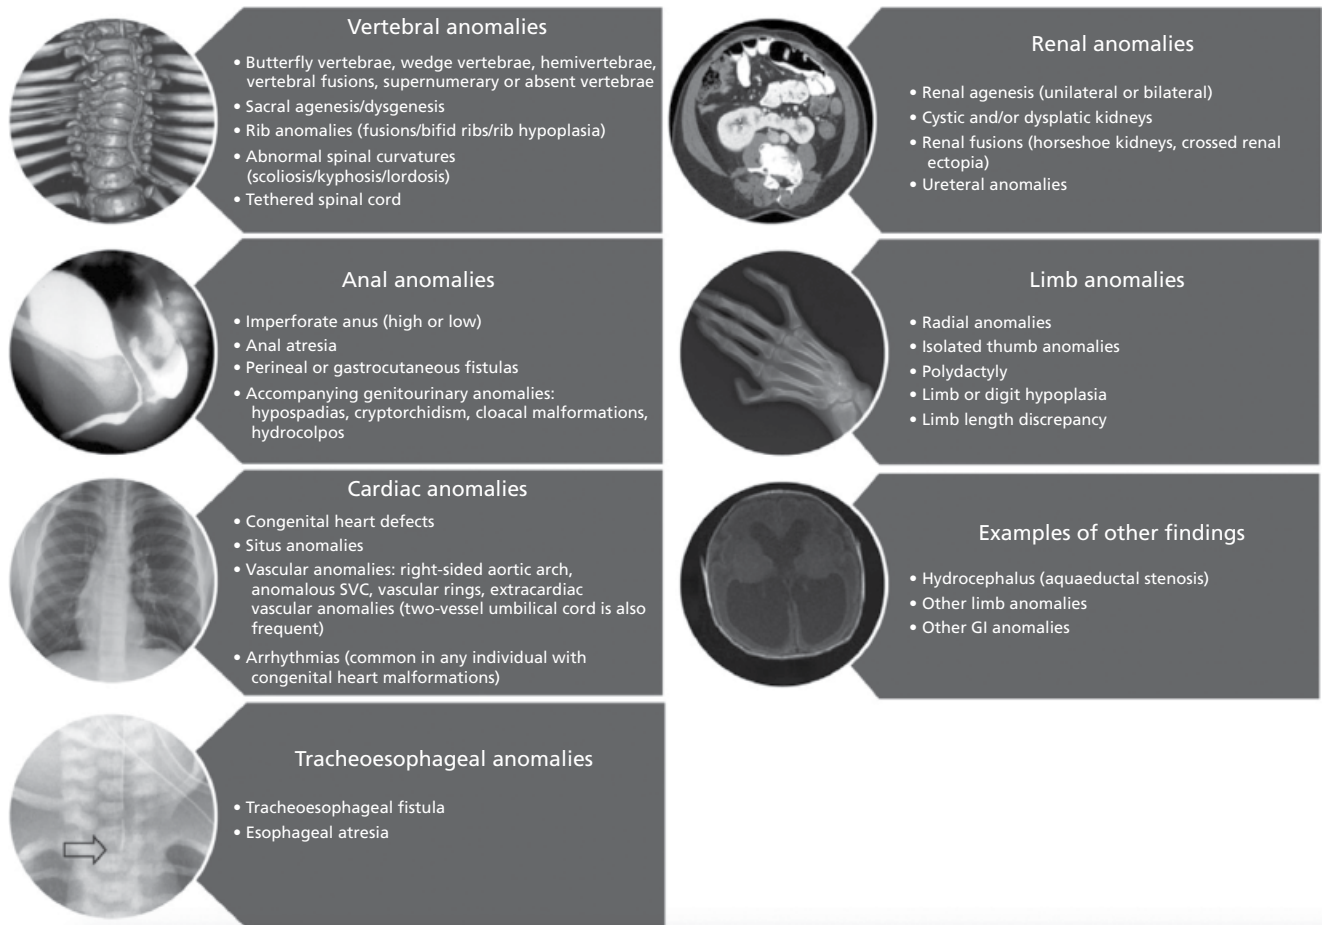 Vertebral anomalies
• Butterfly vertebrae, wedge vertebrae, hemivertebrae,
vertebral fusions, supernumerary or absent vertebrae
• Sacral agenesis/dysgenesis
• Rib anomalies (fusions/bifid ribs/rib hypoplasia)
• Abnormal spinal curvatures
(scoliosis/kyphosis/lordosis)
• Tethered spinal cord
Anal anomalies
• Imperforate anus (high or low)
• Anal atresia
• Perineal or gastrocutaneous fistulas
• Accompanying genitourinary anomalies:
hypospadias, cryptorchidism, cloacal malformations,
hydrocolpos
Cardiac anomalies
• Congenital heart defects
• Situs anomalies
• Vascular anomalies: right-sided aortic arch,
anomalous SVC, vascular rings, extracardiac
vascular anomalies (two-vessel umbilical cord is also
frequent)
• Arrhythmias (common in any individual with
congenital heart malformations)
Tracheoesophageal anomalies
• Tracheoesophageal fistula
• Esophageal atresia
Renal anomalies
• Renal agenesis (unilateral or bilateral)
• Cystic and/or dysplatic kidneys
• Renal fusions (horseshoe kidneys, crossed renal
ectopia)
• Ureteral anomalies
Limb anomalies
• Radial anomalies
• Isolated thumb anomalies
• Polydactyly
• Limb or digit hypoplasia
• Limb length discrepancy
Examples of other findings
• Hydrocephalus (aquaeductal stenosis)
• Other limb anomalies
• Other GI anomalies